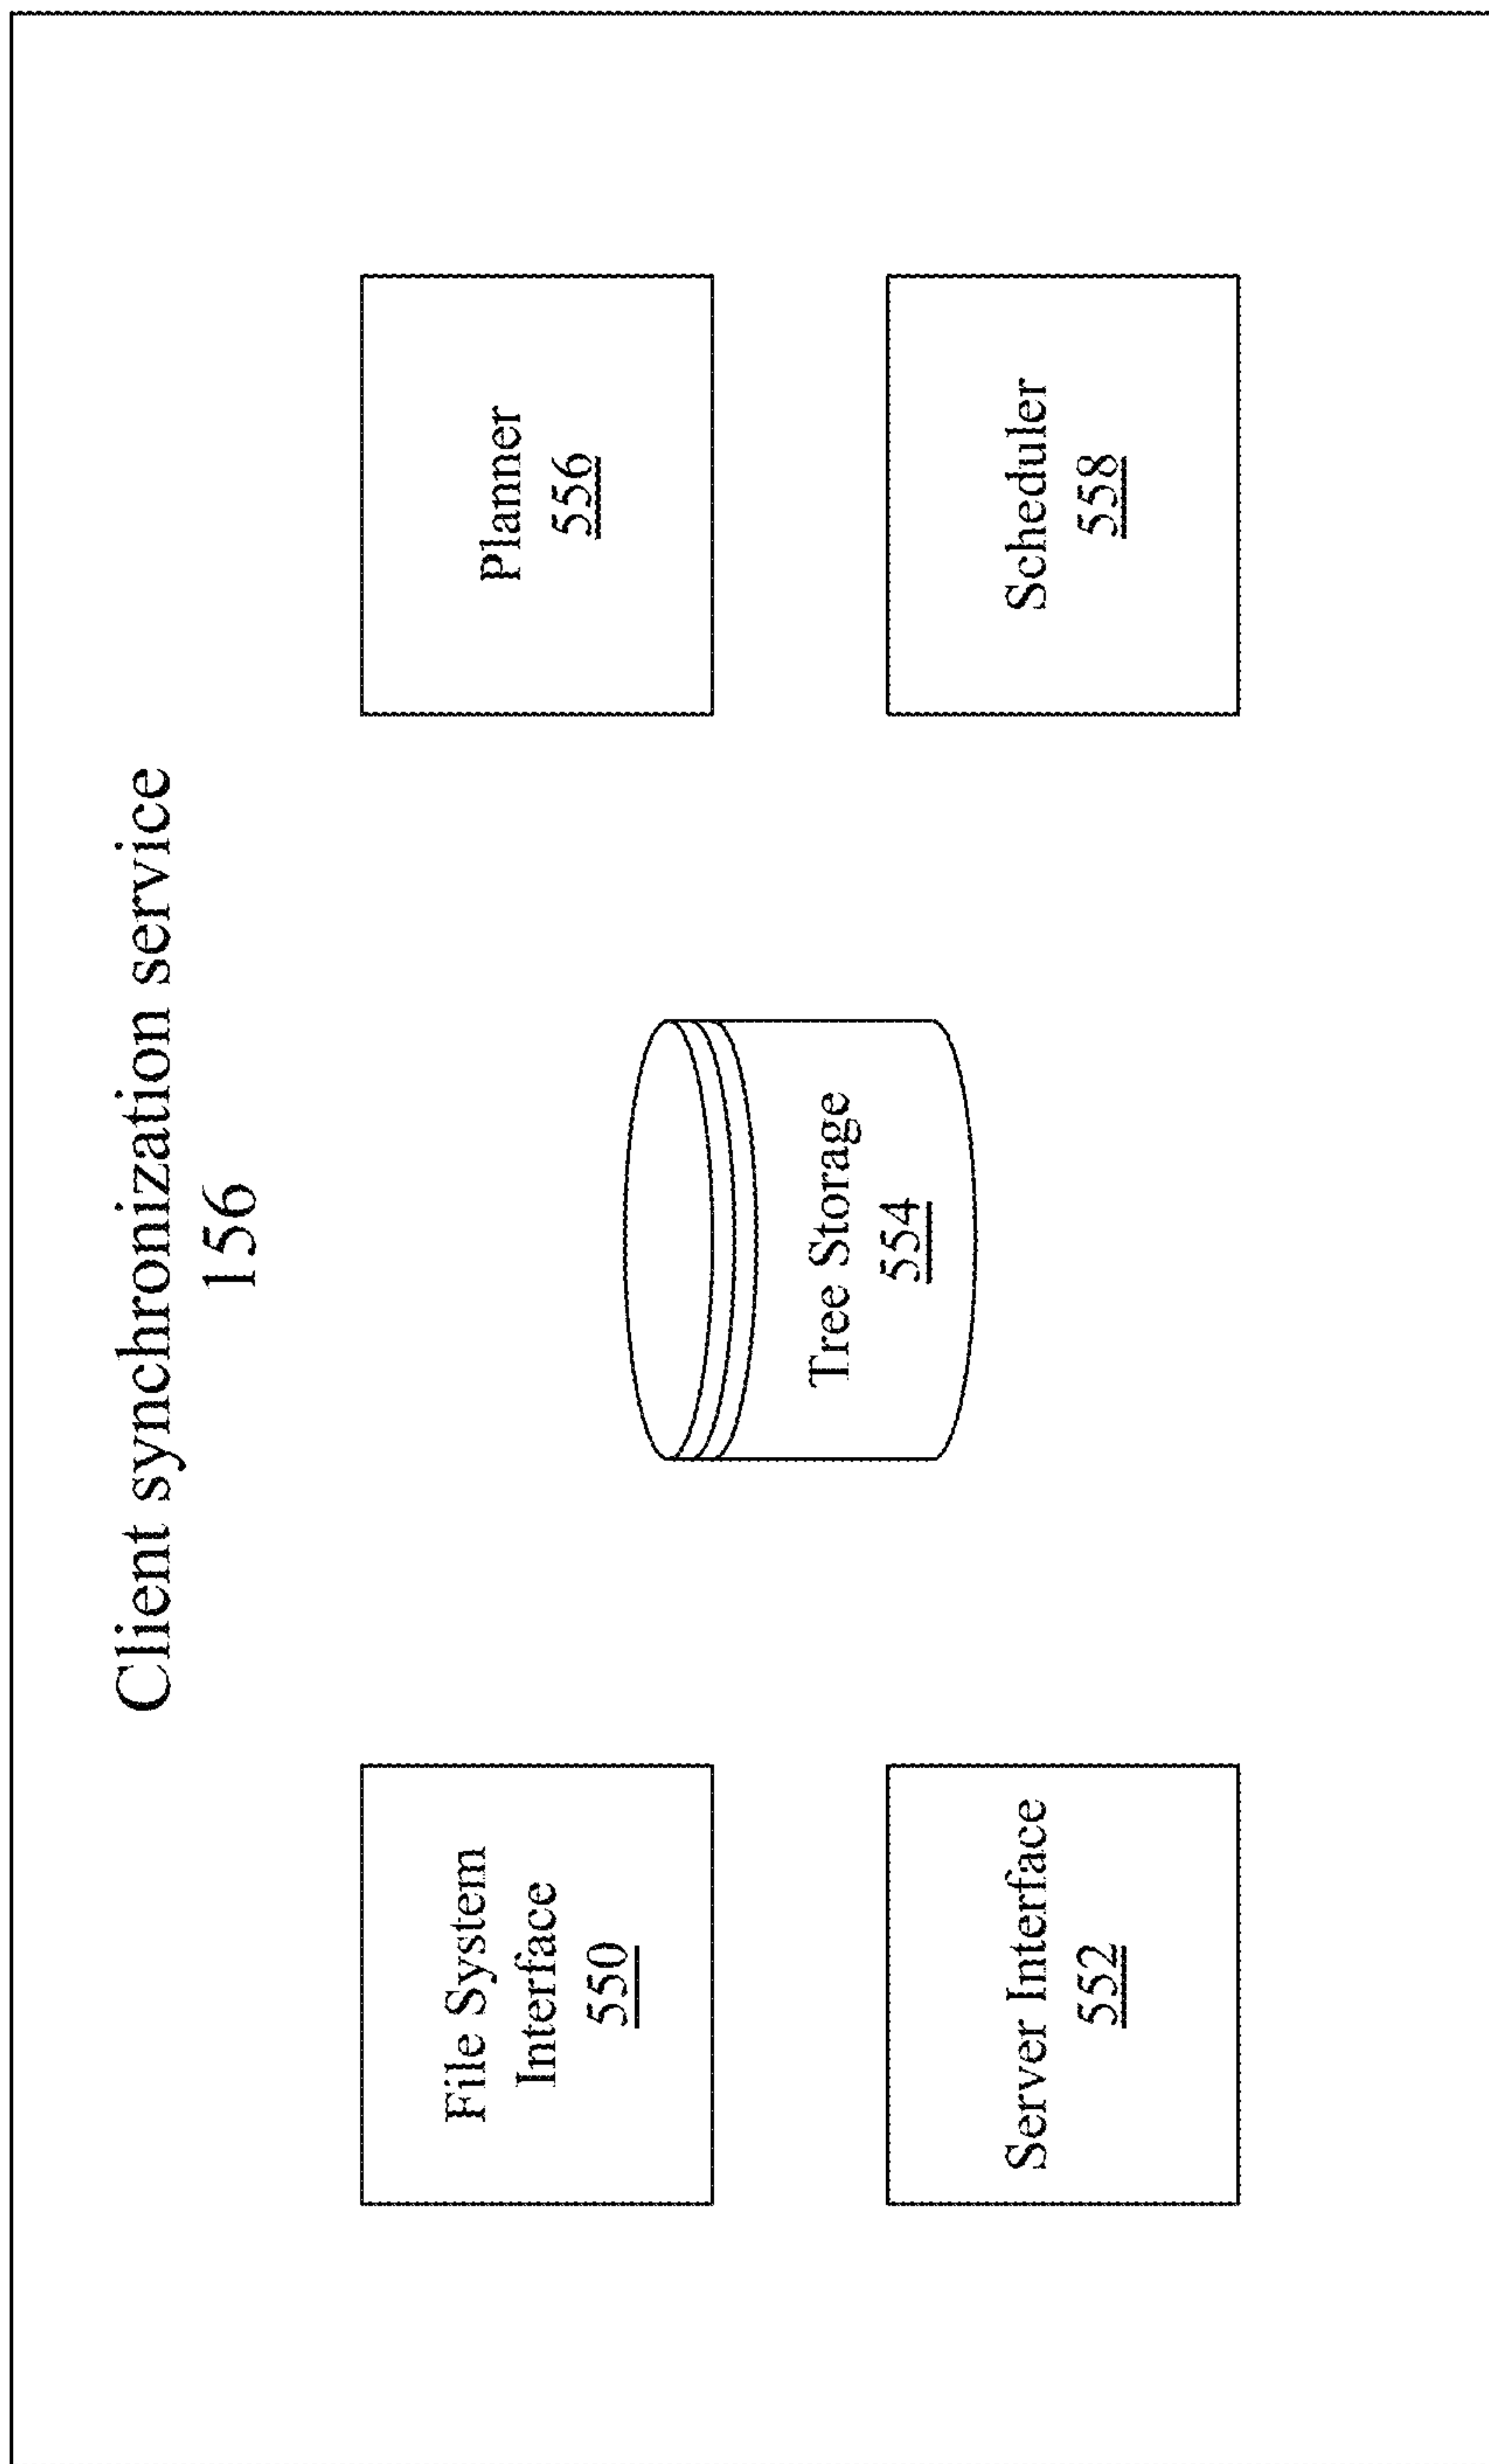 Client synchronization service
156
File System
Interface
550
Planner
556
Tree Storage
554
Server Interface
552
Scheduler
558